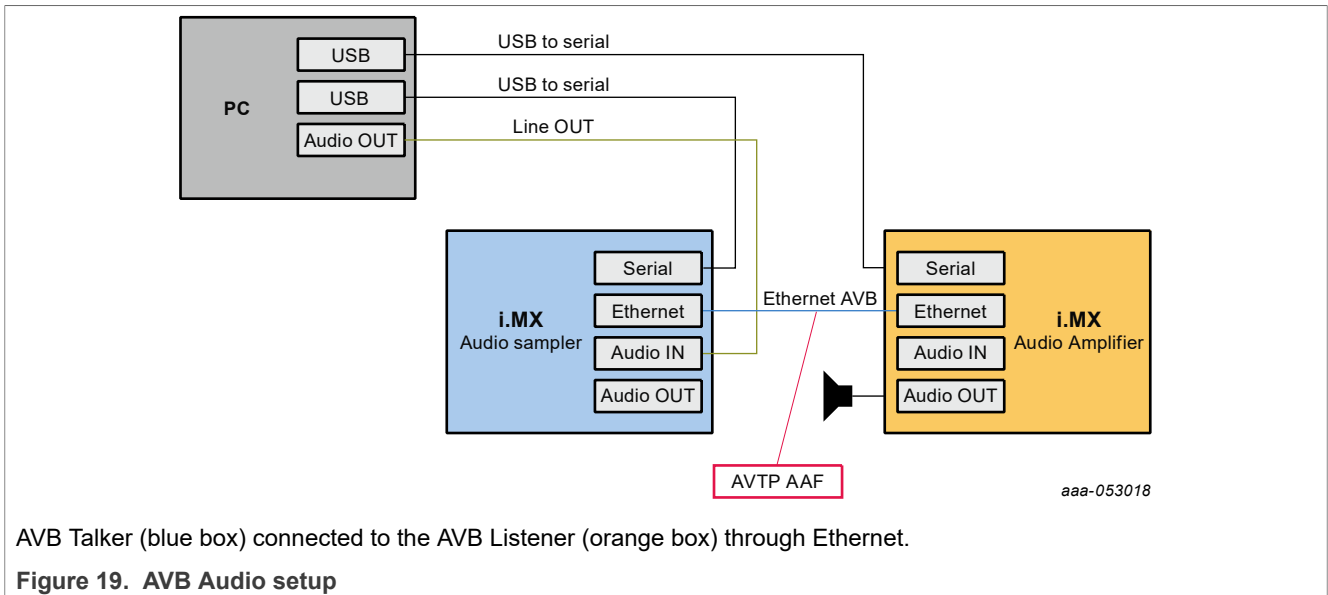 USB
USB to serial
PC
USB
USB to serial
Audio OUT
Line OUT
i.MX
Audio sampler
Serial
Ethernet
Audio IN
Audio OUT
Ethernet AVB
Serial
Ethernet
Audio IN
Audio OUT
i.MX
Audio Amplifier
AVTP AAF
aaa-053018
AVB Talker (blue box) connected to the AVB Listener (orange box) through Ethernet.
Figure 19. AVB Audio setup